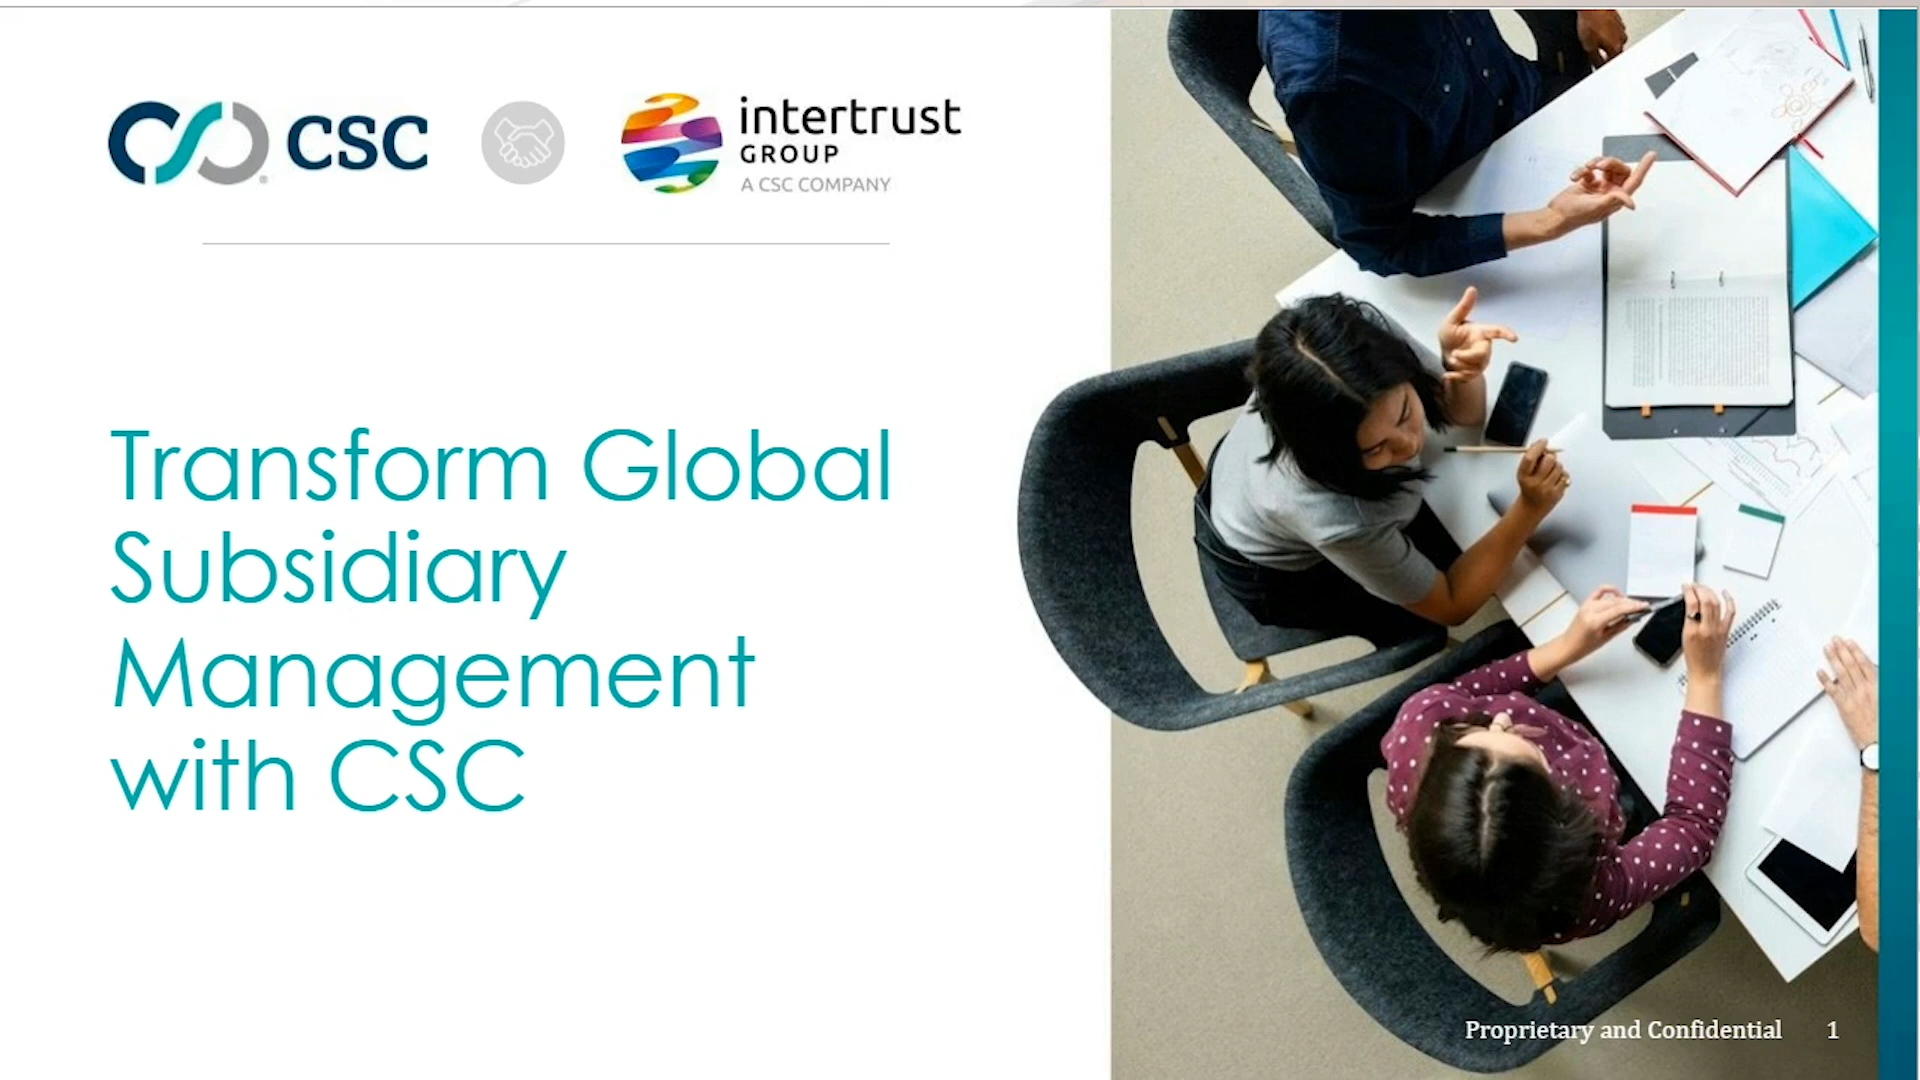 CSC
intertrust
GROUP
A CSC COMPANY
Transform Global
Subsidiary
Management
with CSC
Proprietary and Confidential 1